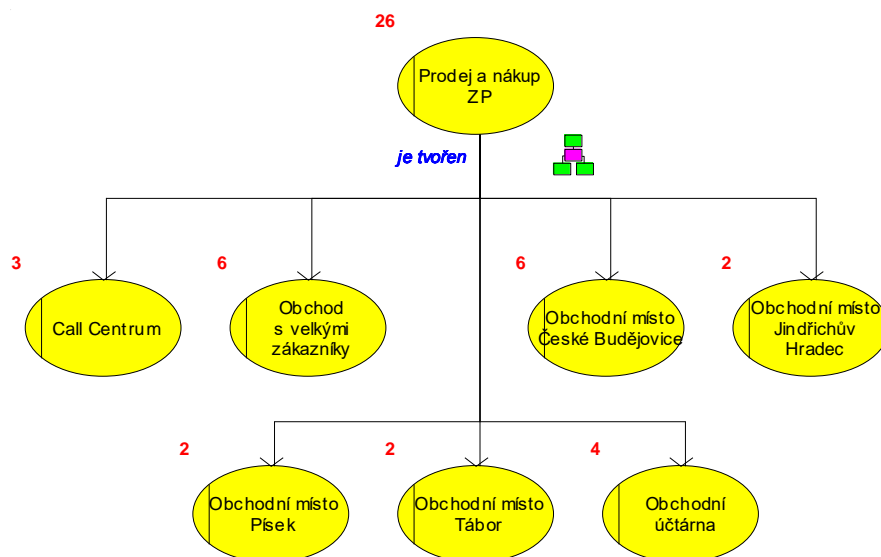 26
Prodej a nákup
ZP
je tvořen
3
6
6
2
Call Centrum
Obchod
s velkými
zákazníky
Obchodní místo
České Budějovice
Obchodní místo
Jindřichův
Hradec
2
2
4
Obchodní místo
Písek
Obchodní místo
Tábor
Obchodní
účtárna